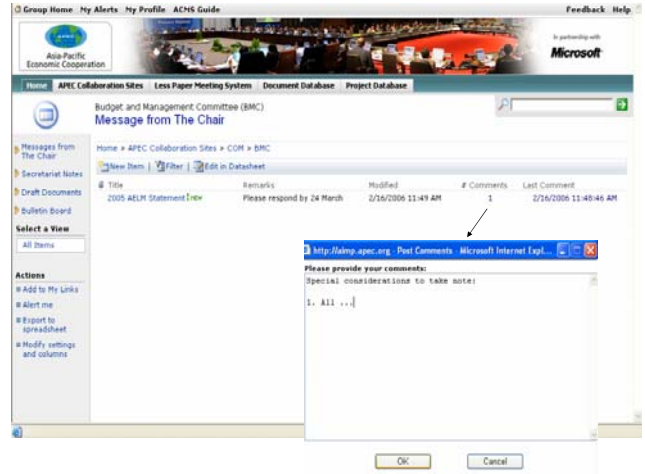 Group Home My Alerts My Profile ACMS Guide Feedback Help
Asia-Pacific
Economic Cooperation
In partnership with
Microsoft
Home APEC Collaboration Sites Less Paper Meeting System Document Database Project Database
Budget and Management Committee (BMC)
Message from The Chair
Messages from
The Chair
Secretariat Notes
Draft Documents
Bulletin Board
Select a View
All Items
Actions
Add to My Links
Alert me
Export to
spreadsheet
Modify settings
and columns
Home > APEC Collaboration Sites > COM > BMC
New Item | Filter | Edit in Datasheet
Title Remarks Modified # Comments Last Comment
2005 AELM Statement ! new Please respond by 24 March 2/16/2006 11:49 AM 1 2/16/2006 11:48:46 AM
http://aimp.apec.org - Post Comments - Microsoft Internet Expl...
Please provide your comments:
Special considerations to take note:
1. All ...
OK Cancel